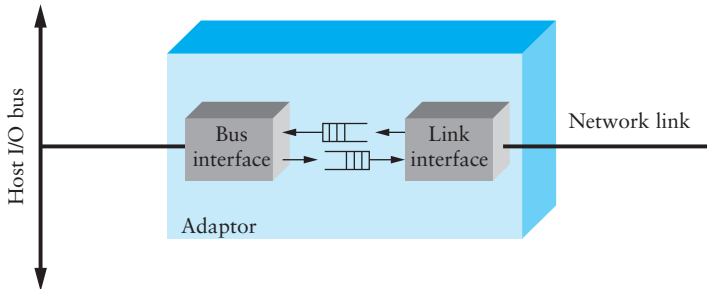 Host I/O bus
Bus
interface
Link
interface
Network link
Adaptor